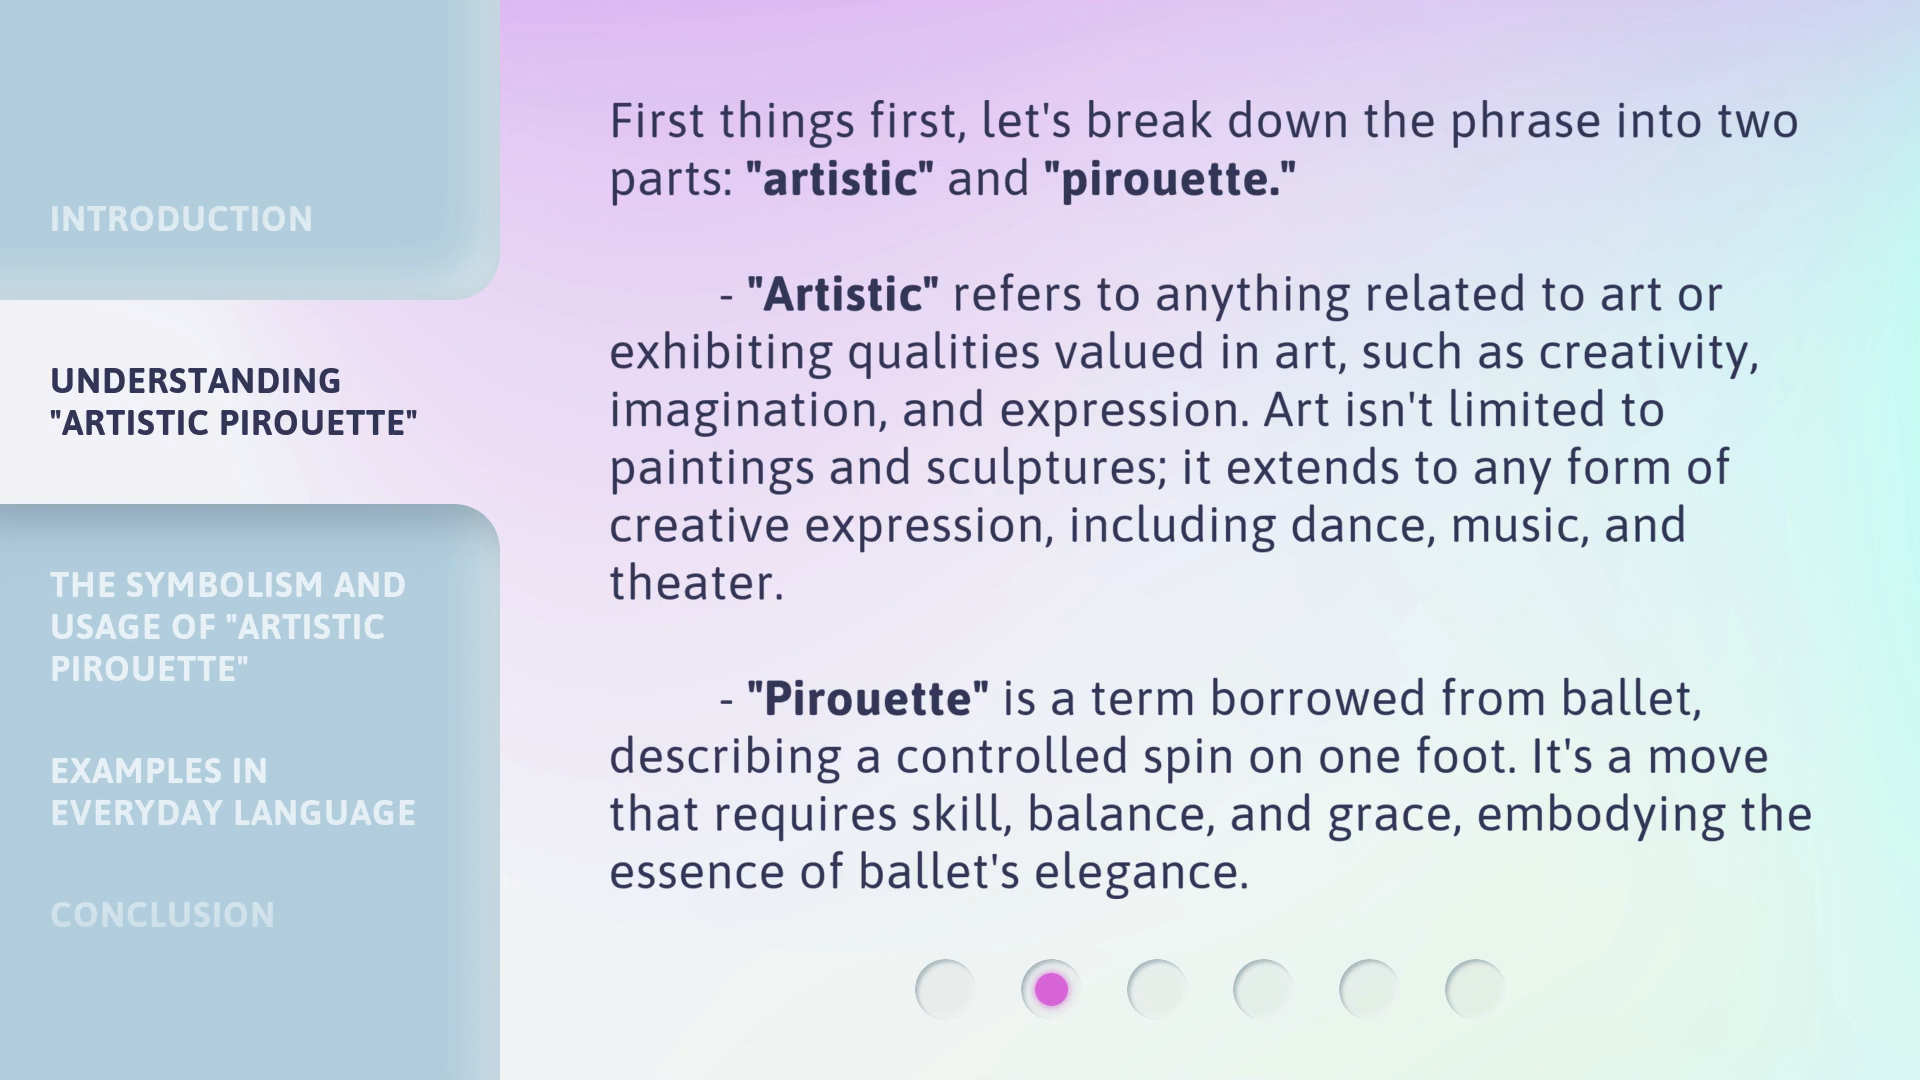 INTRODUCTION
UNDERSTANDING
"ARTISTIC PIROUETTE"
THE SYMBOLISM AND
USAGE OF "ARTISTIC
PIROUETTE"
EXAMPLES IN
EVERYDAY LANGUAGE
CONCLUSION
First things first, let's break down the phrase into two
parts: "artistic" and "pirouette."
- "Artistic" refers to anything related to art or
exhibiting qualities valued in art, such as creativity,
imagination, and expression. Art isn't limited to
paintings and sculptures; it extends to any form of
creative expression, including dance, music, and
theater.
- "Pirouette" is a term borrowed from ballet,
describing a controlled spin on one foot. It's a move
that requires skill, balance, and grace, embodying the
essence of ballet's elegance.